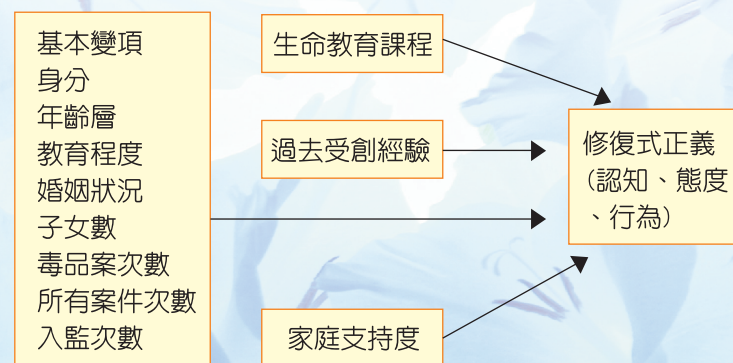 基本變項
身分
年齡層
教育程度
婚姻狀況
子女數
毒品案次數
所有案件次數
入監次數
生命教育課程
過去受創經驗
家庭支持度
修復式正義
(認知、態度
、行為)